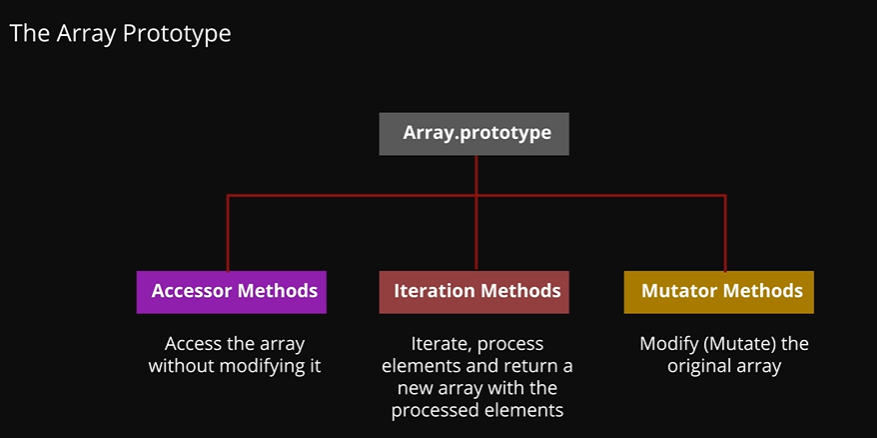 The Array Prototype
Array.prototype
Accessor Methods
Iteration Methods
Mutator Methods
Access the array
without modifying it
Iterate, process
elements and return a
new array with the
processed elements
Modify (Mutate) the
original array